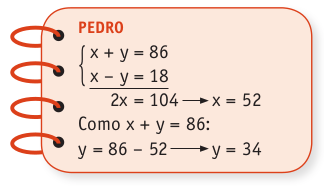 PEDRO
x + y = 86
x − y = 18
2x = 104 → x = 52
Como x + y = 86:
y = 86 − 52 → y = 34